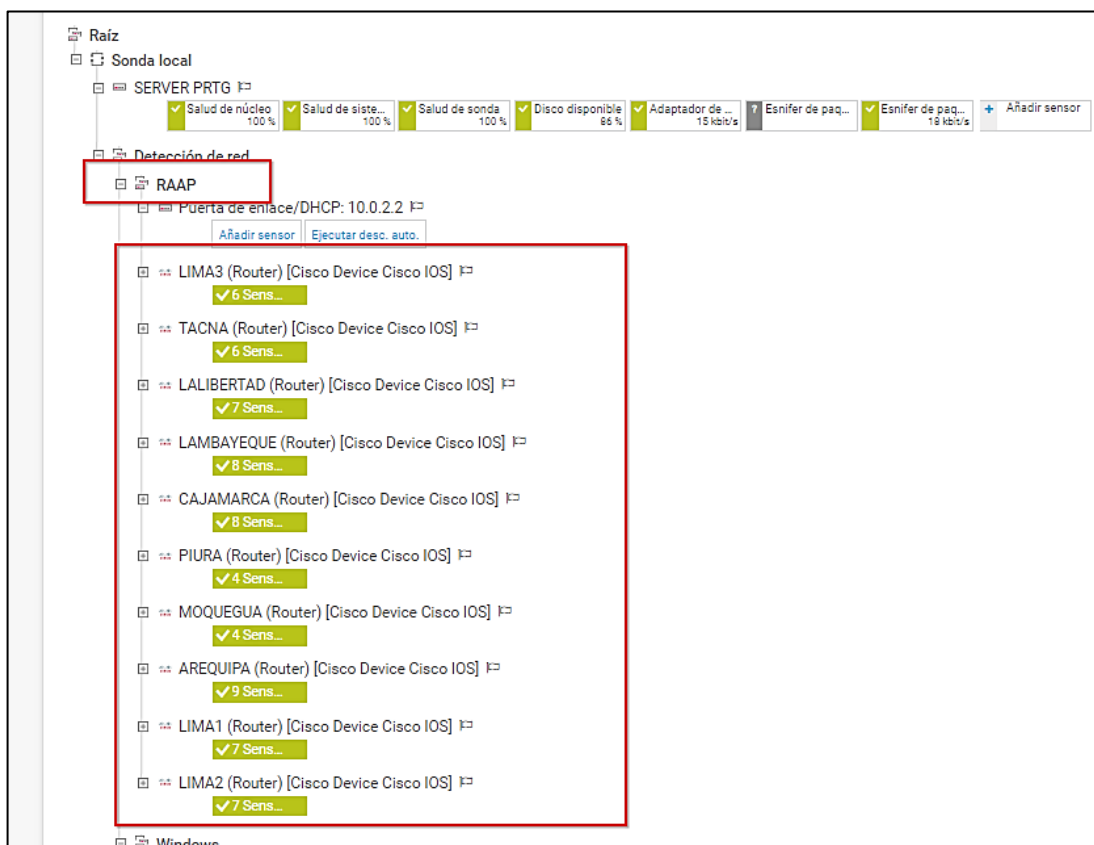 Raíz
Sonda local
SERVER PRTG
Salud de núcleo Salud de siste... Salud de sonda Disco disponible Adaptador de ... Esnifer de paq... Esnifer de paq... Añadir sensor
100 % 100 % 100 % 86 % 15 kbit/s 18 kbit/s
Detección de red
RAAP
Puerta de enlace/DHCP: 10.0.2.2
Añadir sensor Ejecutar desc. auto.
LIMA3 (Router) [Cisco Device Cisco IOS]
6 Sens...
TACNA (Router) [Cisco Device Cisco IOS]
6 Sens...
LALIBERTAD (Router) [Cisco Device Cisco IOS]
7 Sens...
LAMBAYEQUE (Router) [Cisco Device Cisco IOS]
8 Sens...
CAJAMARCA (Router) [Cisco Device Cisco IOS]
8 Sens...
PIURA (Router) [Cisco Device Cisco IOS]
4 Sens...
MOQUEGUA (Router) [Cisco Device Cisco IOS]
4 Sens...
AREQUIPA (Router) [Cisco Device Cisco IOS]
9 Sens...
LIMA1 (Router) [Cisco Device Cisco IOS]
7 Sens...
LIMA2 (Router) [Cisco Device Cisco IOS]
7 Sens...
Windows